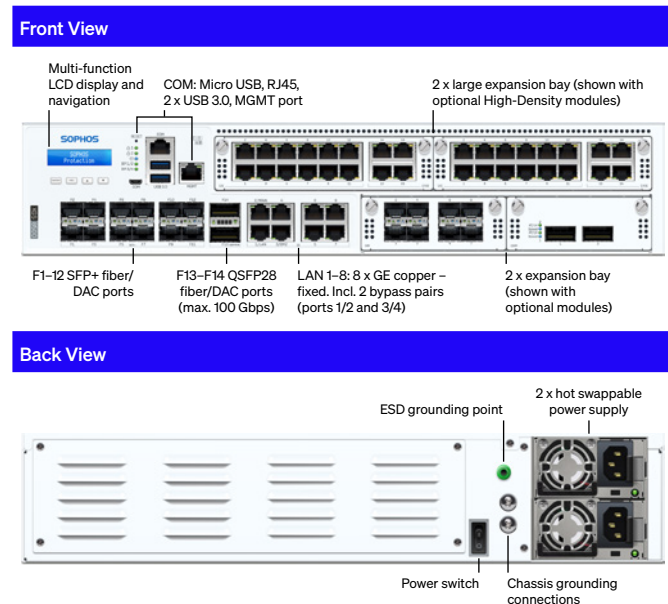 Front View
Multi-function
LCD display and
navigation
COM: Micro USB, RJ45,
2 x USB 3.0, MGMT port
2 x large expansion bay (shown with
optional High-Density modules)
SOPHOS
SOPHOS
Protection
F1–12 SFP+ fiber/
DAC ports
F13–F14 QSFP28
fiber/DAC ports
(max. 100 Gbps)
LAN 1–8: 8 x GE copper –
fixed. Incl. 2 bypass pairs
(ports 1/2 and 3/4)
2 x expansion bay
(shown with
optional modules)
Back View
ESD grounding point
2 x hot swappable
power supply
Power switch
Chassis grounding
connections